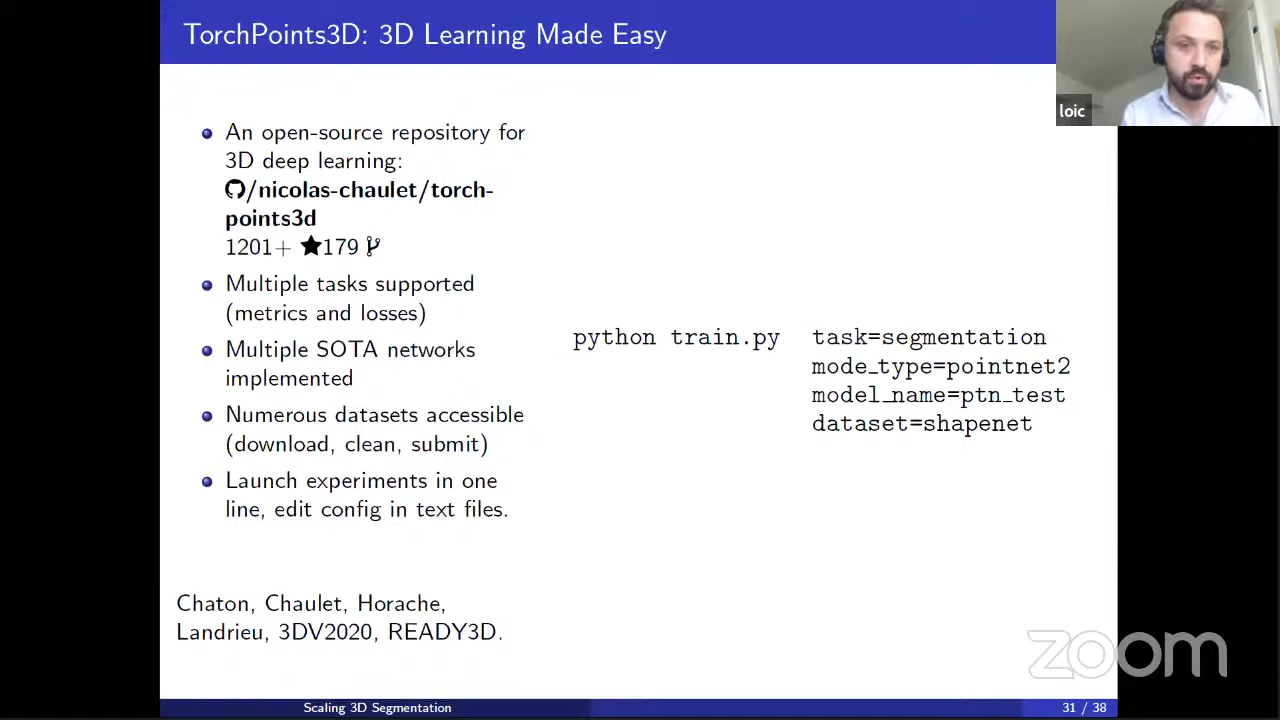 TorchPoints3D: 3D Learning Made Easy
loic
An open-source repository for
3D deep learning:
/nicolas-chaulet/torch-
points3d
1201+ ★179
Multiple tasks supported
(metrics and losses)
Multiple SOTA networks
implemented
Numerous datasets accessible
(download, clean, submit)
Launch experiments in one
line, edit config in text files.
python train.py task=segmentation
mode_type=pointnet2
model_name=ptn_test
dataset=shapenet
Chaton, Chaulet, Horache,
Landrieu, 3DV2020, READY3D.
zoom
Scaling 3D Segmentation
31 / 38